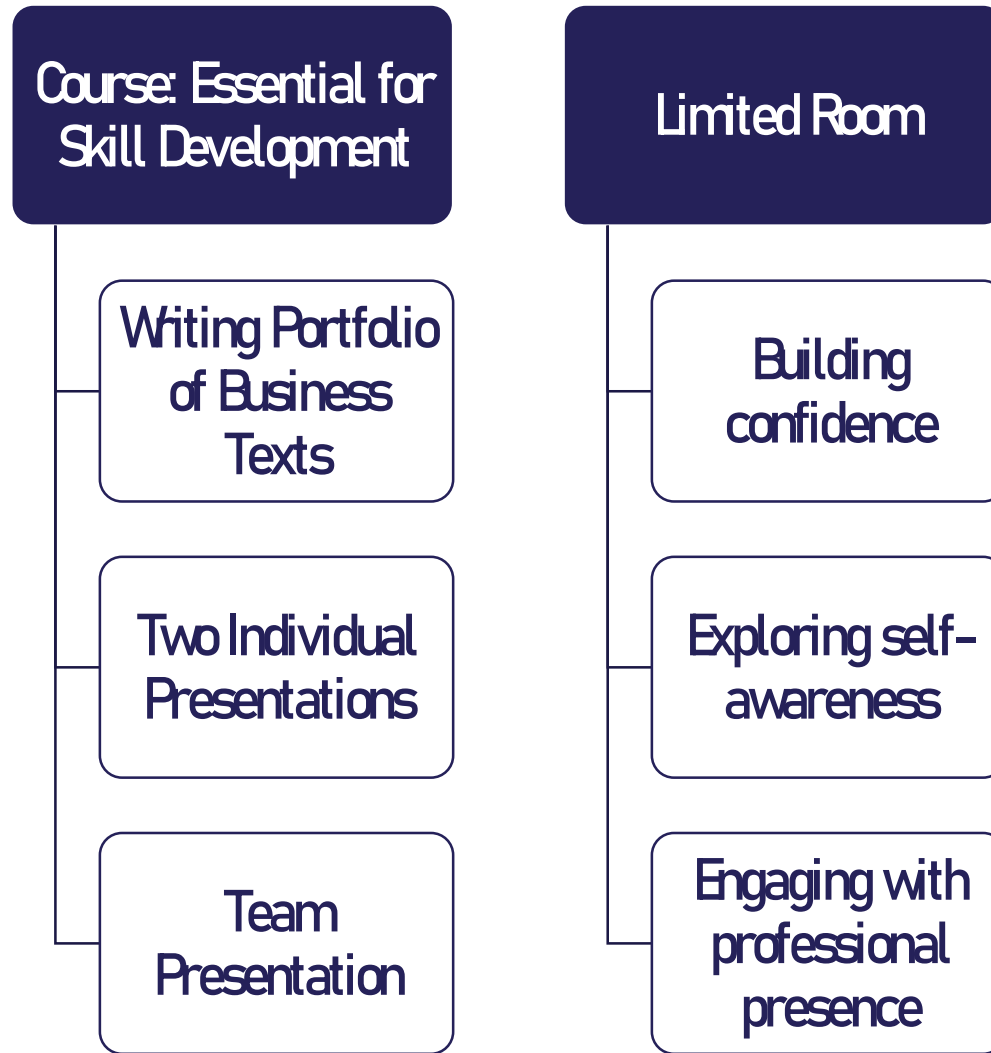 Course: Essential for
Skill Development
Writing Portfolio
of Business
Texts
Two Individual
Presentations
Team
Presentation
Limited Room
Building
confidence
Exploring self-
awareness
Engaging with
professional
presence